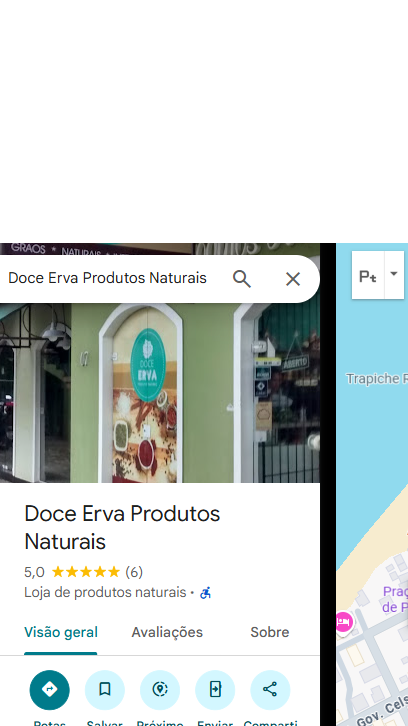 GRÃOS * NATURAIS *
Doce Erva Produtos Naturais
DOCE
ERVA
ABERTO
Doce Erva Produtos
Naturais
5,0 (6)
Loja de produtos naturais ·
Visão geral
Avaliações
Sobre
Rotas
Salvar
Próximo
Enviar
Comparti
Trapiche
Praç
de P
Gov. Cels